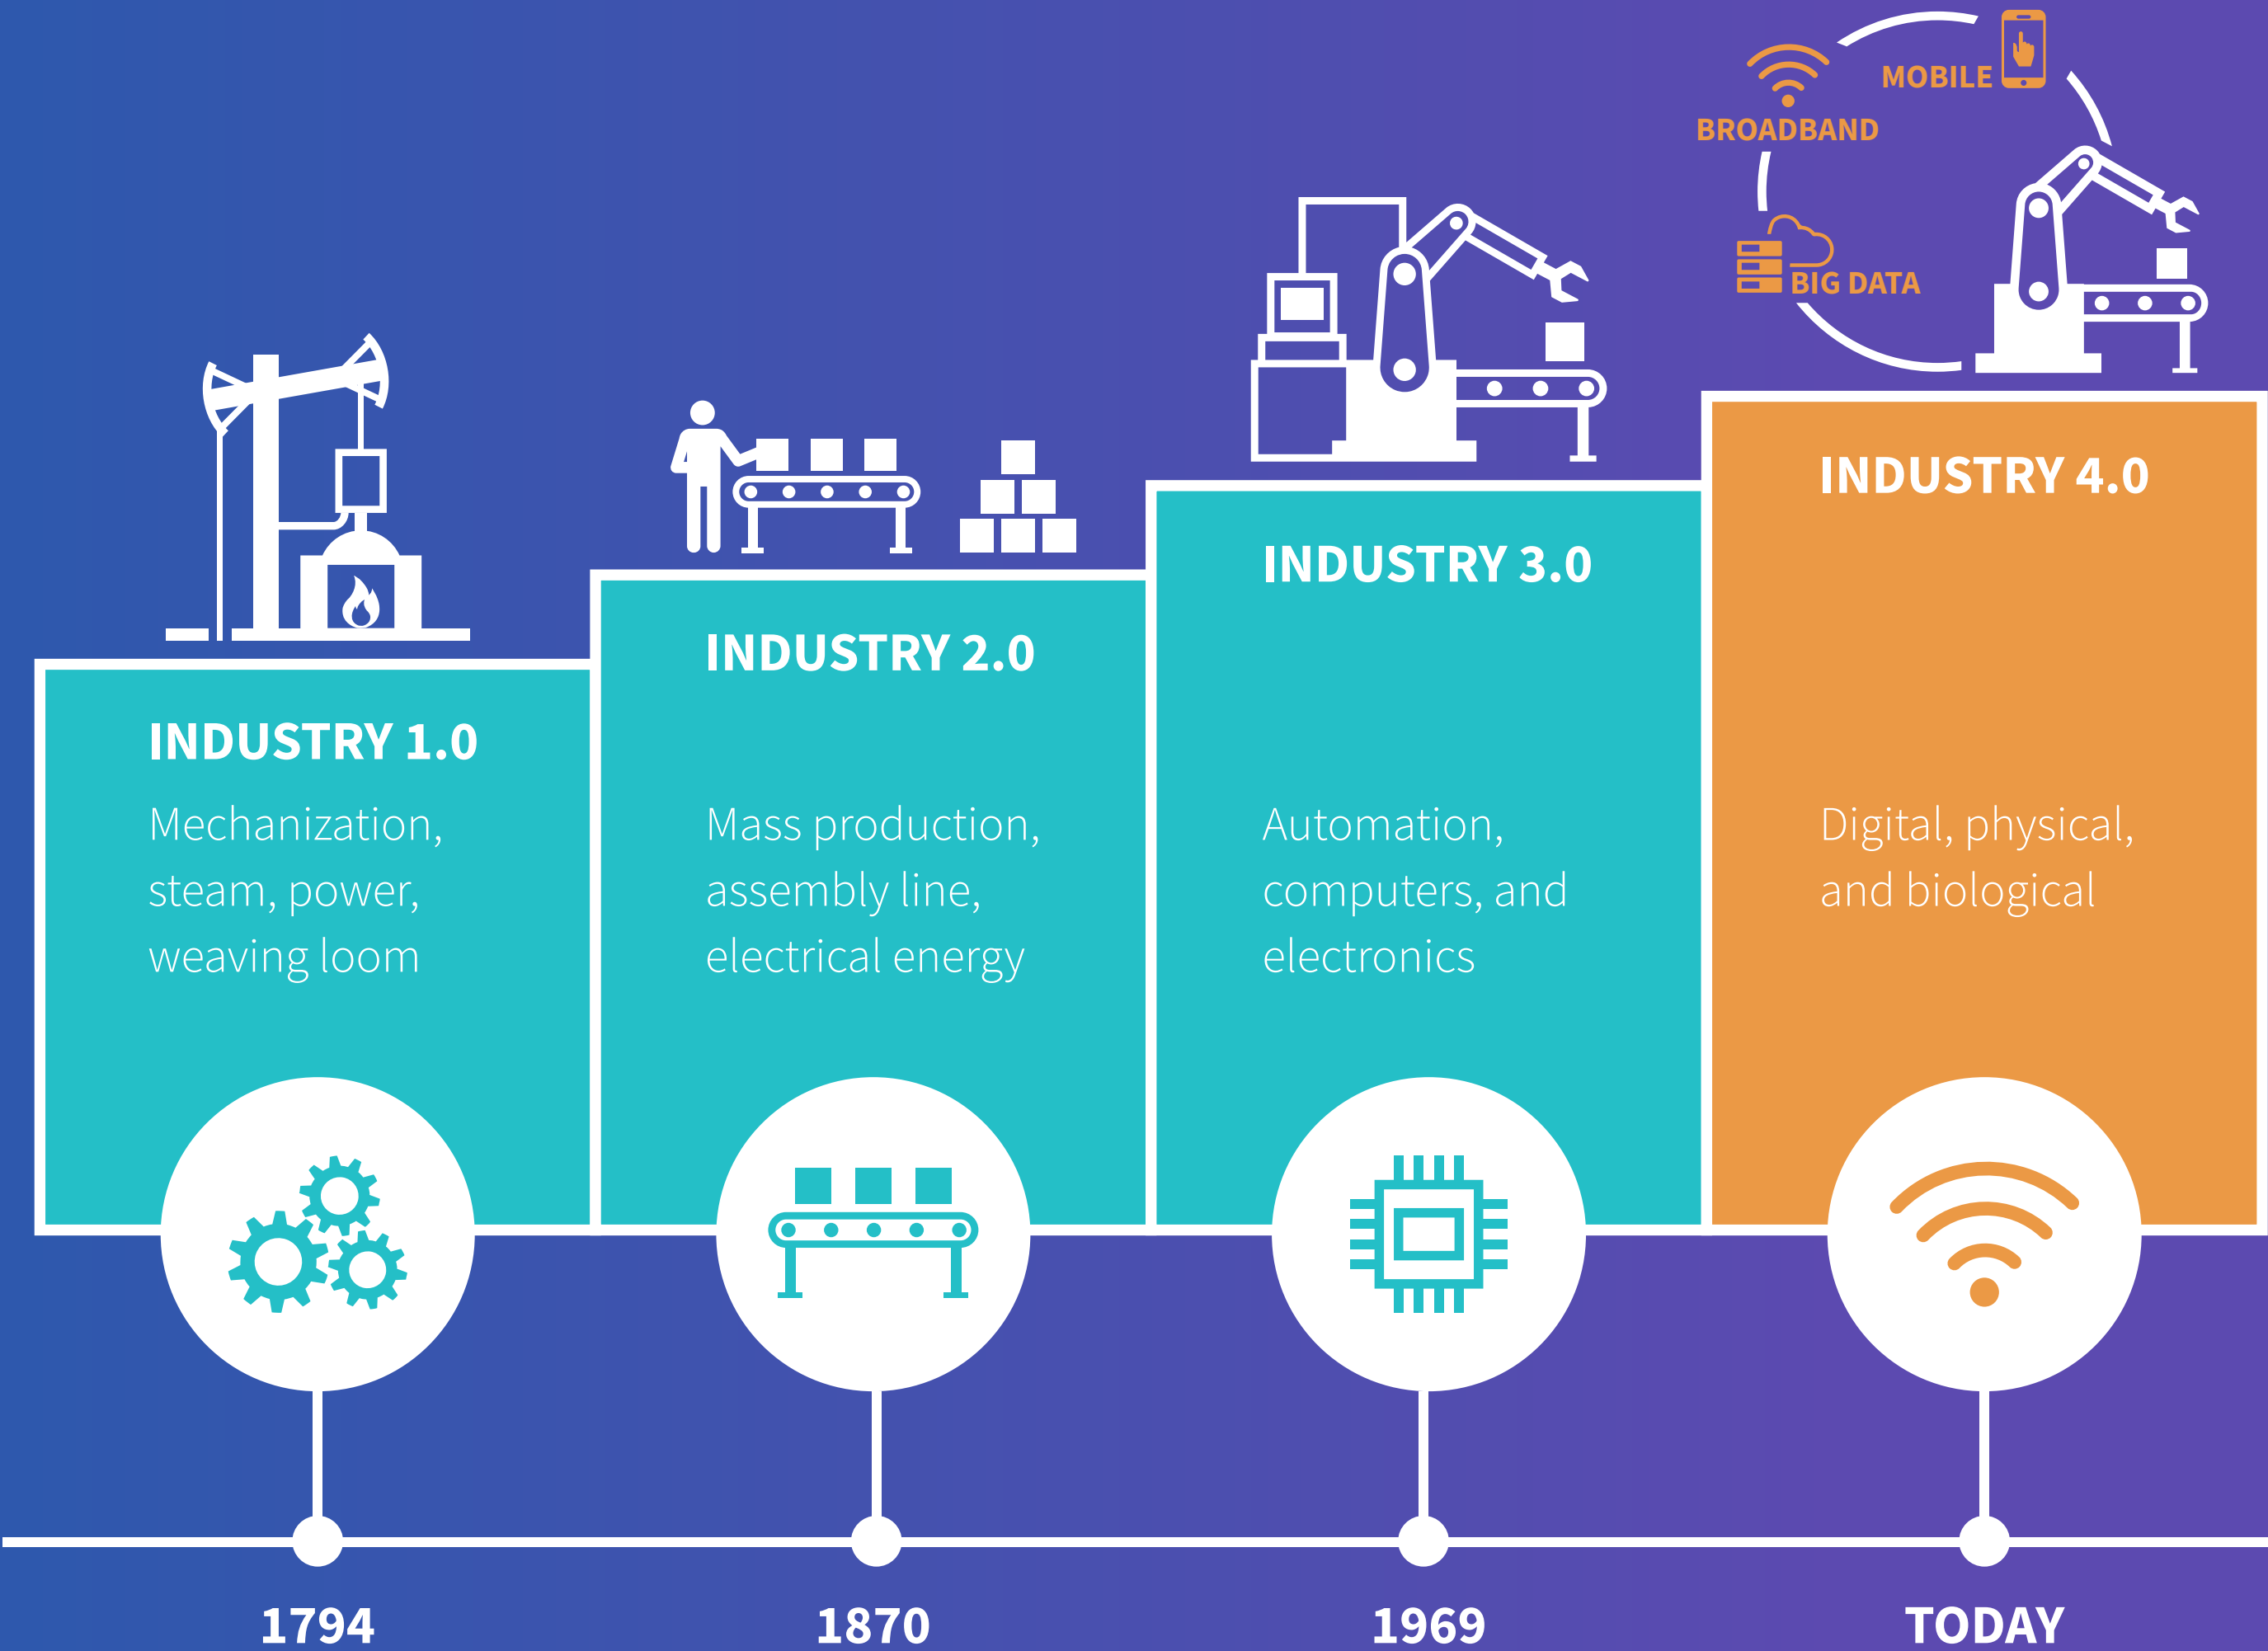 MOBILE
BROADBAND
BIG DATA
INDUSTRY 1.0
Mechanization,
steam, power,
weaving loom
INDUSTRY 2.0
Mass production,
assembly line,
electrical energy
INDUSTRY 3.0
Automation,
computers, and
electronics
INDUSTRY 4.0
Digital, physical,
and biological
1794
1870
1969
TODAY